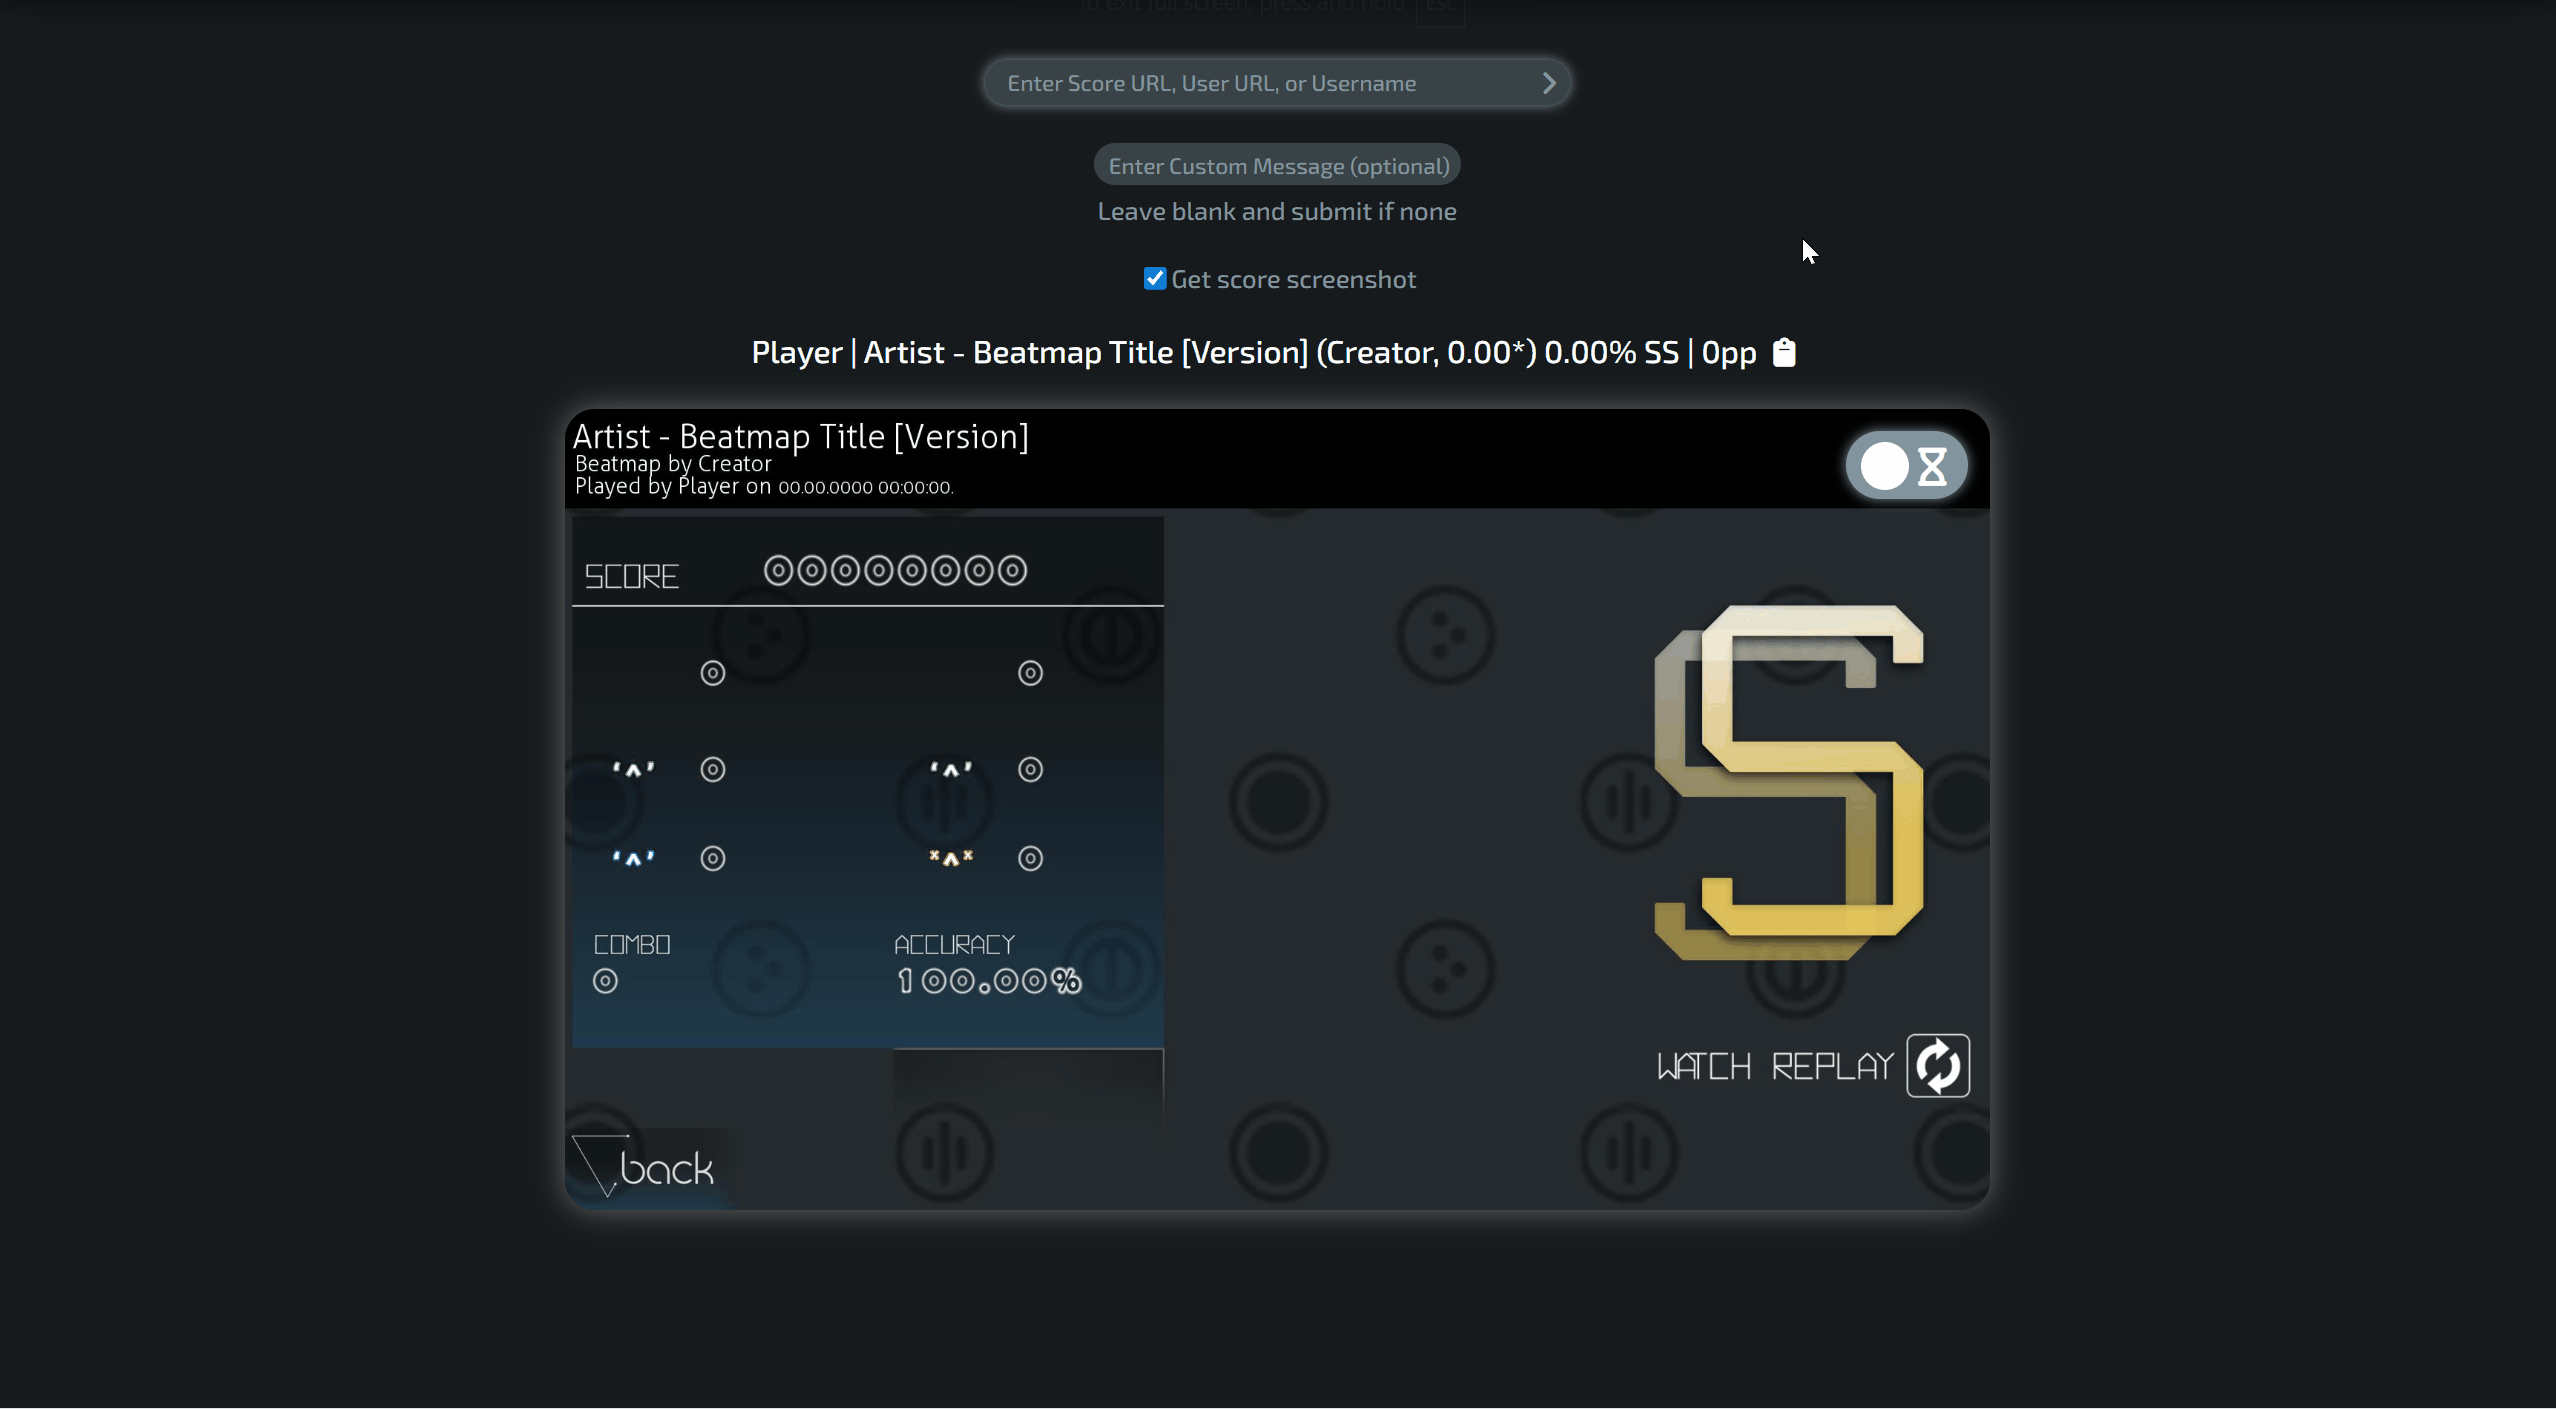 To exit full screen, press and hold Esc
Enter Score URL, User URL, or Username
Enter Custom Message (optional)
Leave blank and submit if none
Get score screenshot
Player | Artist - Beatmap Title [Version] (Creator, 0.00*) 0.00% SS | 0pp
Artist - Beatmap Title [Version]
Beatmap by Creator
Played by Player on 00.00.0000 00:00:00.
SCORE 00000000
0 0
'^' 0 '^' 0
'^' 0 x^x 0
COMBO ACCURACY
0 100.00%
S
WATCH REPLAY
back